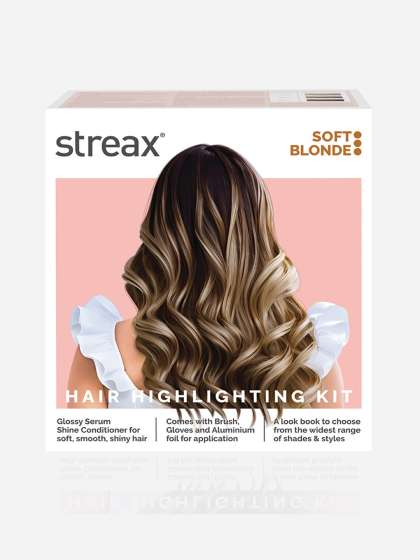 streax®
SOFT
BLONDE
HAIR HIGHLIGHTING KIT
Glossy Serum
Shine Conditioner for
soft, smooth, shiny hair
Comes with Brush,
Gloves and Aluminium
foil for application
A look book to choose
from the widest range
of shades & styles